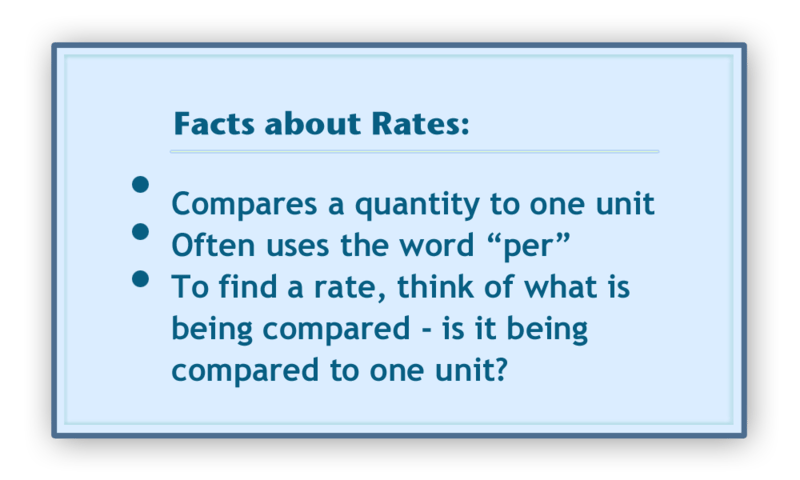 Facts about Rates:
• Compares a quantity to one unit
• Often uses the word “per”
• To find a rate, think of what is
being compared - is it being
compared to one unit?